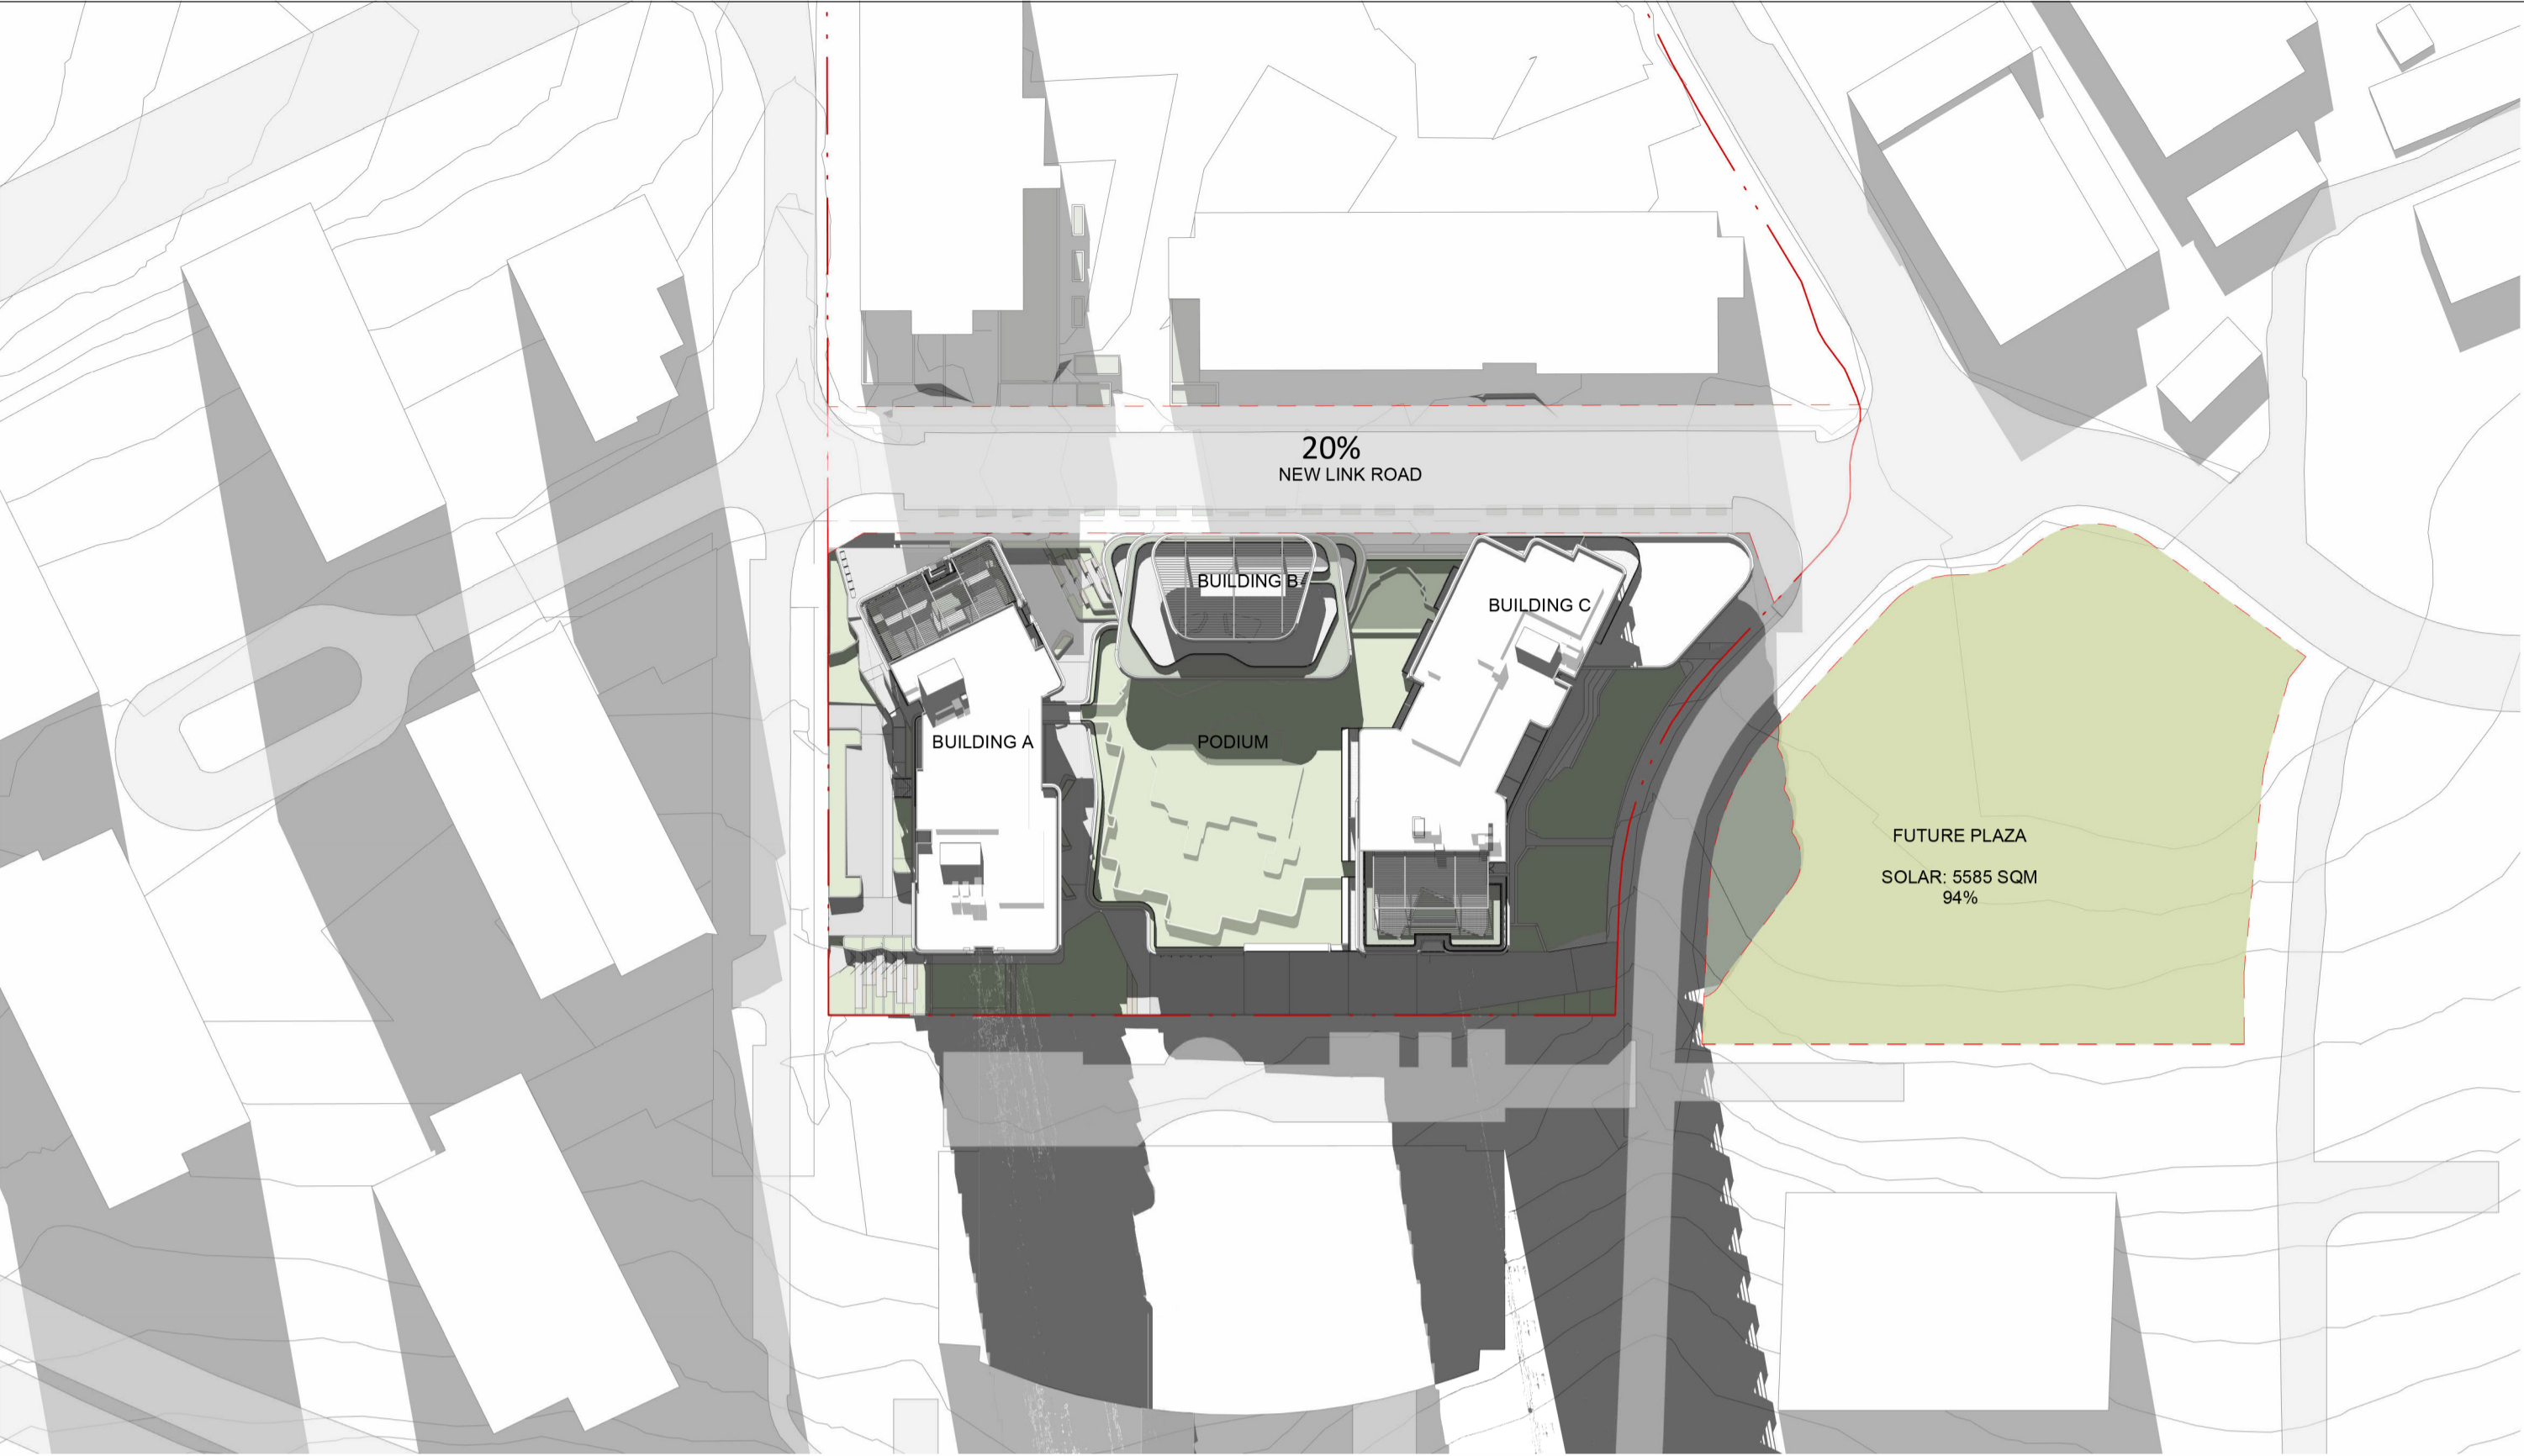 20%
NEW LINK ROAD
BUILDING B
BUILDING C
BUILDING A
PODIUM
FUTURE PLAZA
SOLAR: 5585 SQM
94%